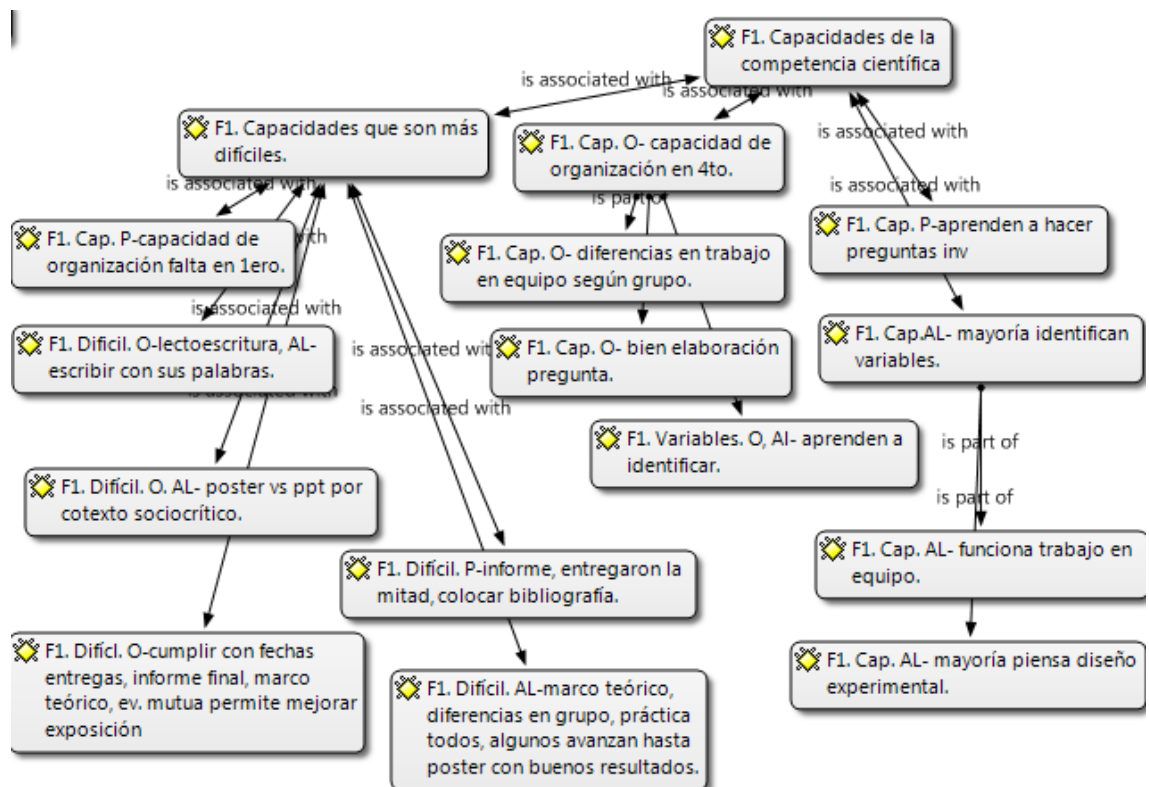 F1. Capacidades de la
competencia científica
is associated with
is associated with
is associated with
is associated with
F1. Capacidades que son más
difíciles.
F1. Cap. O- capacidad de
organización en 4to.
is associated with
is part of
F1. Cap. P-capacidad de
organización falta en 1ero.
with
F1. Cap. P-aprenden a hacer
preguntas inv
F1. Cap. O- diferencias en trabajo
en equipo según grupo.
is associated with
F1. Dificil. O-lectoescritura, AL-
escribir con sus palabras.
is associated with
F1. Cap. O- bien elaboración
pregunta.
F1. Cap.AL- mayoría identifican
variables.
is associated with
is associated with
F1. Variables. O, AI- aprenden a
identificar.
is part of
is part of
F1. Difícil. O. AL- poster vs ppt por
cotexto sociocrítico.
F1. Difícil. P-informe, entregaron la
mitad, colocar bibliografía.
F1. Cap. AL- funciona trabajo en
equipo.
F1. Difícl. O-cumplir con fechas
entregas, informe final, marco
teórico, ev. mutua permite mejorar
exposición
F1. Difícil. AL-marco teórico,
diferencias en grupo, práctica
todos, algunos avanzan hasta
poster con buenos resultados.
F1. Cap. AL- mayoría piensa diseño
experimental.